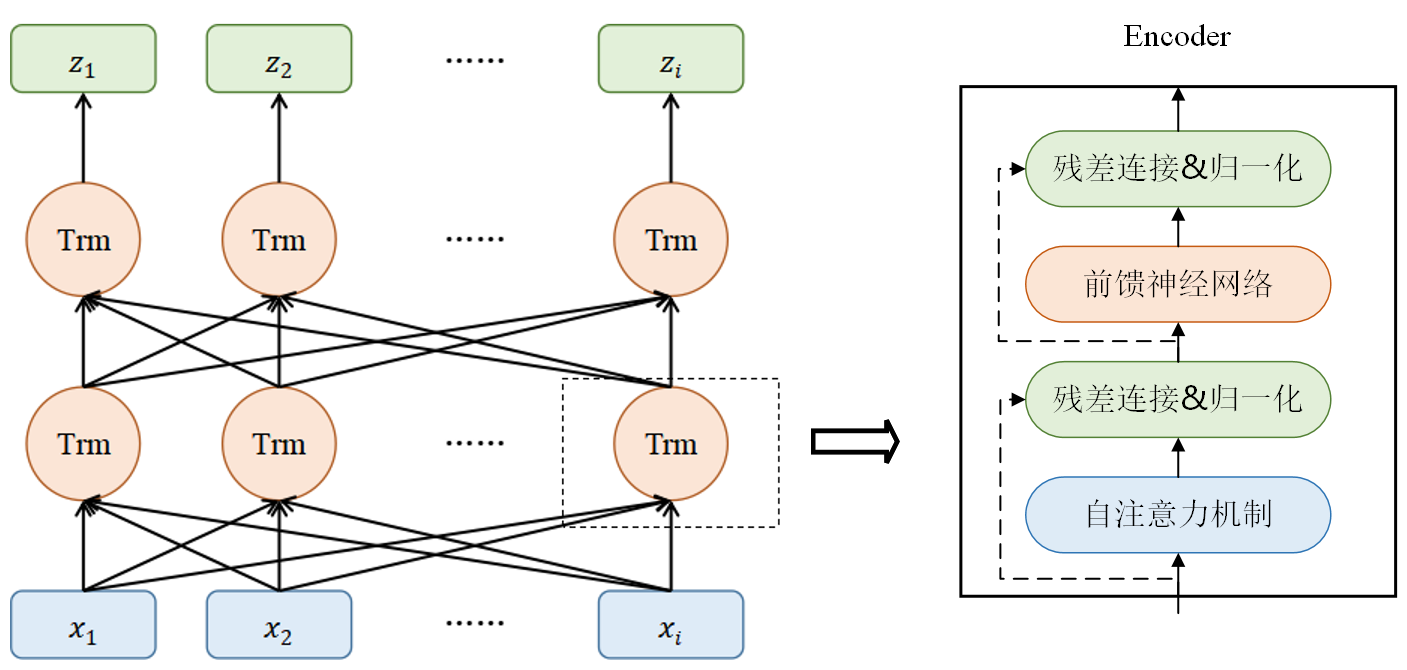 z1 z2 …… zi
Trm Trm …… Trm
Trm Trm …… Trm
x1 x2 …… xi
Encoder
残差连接&归一化
前馈神经网络
残差连接&归一化
自注意力机制